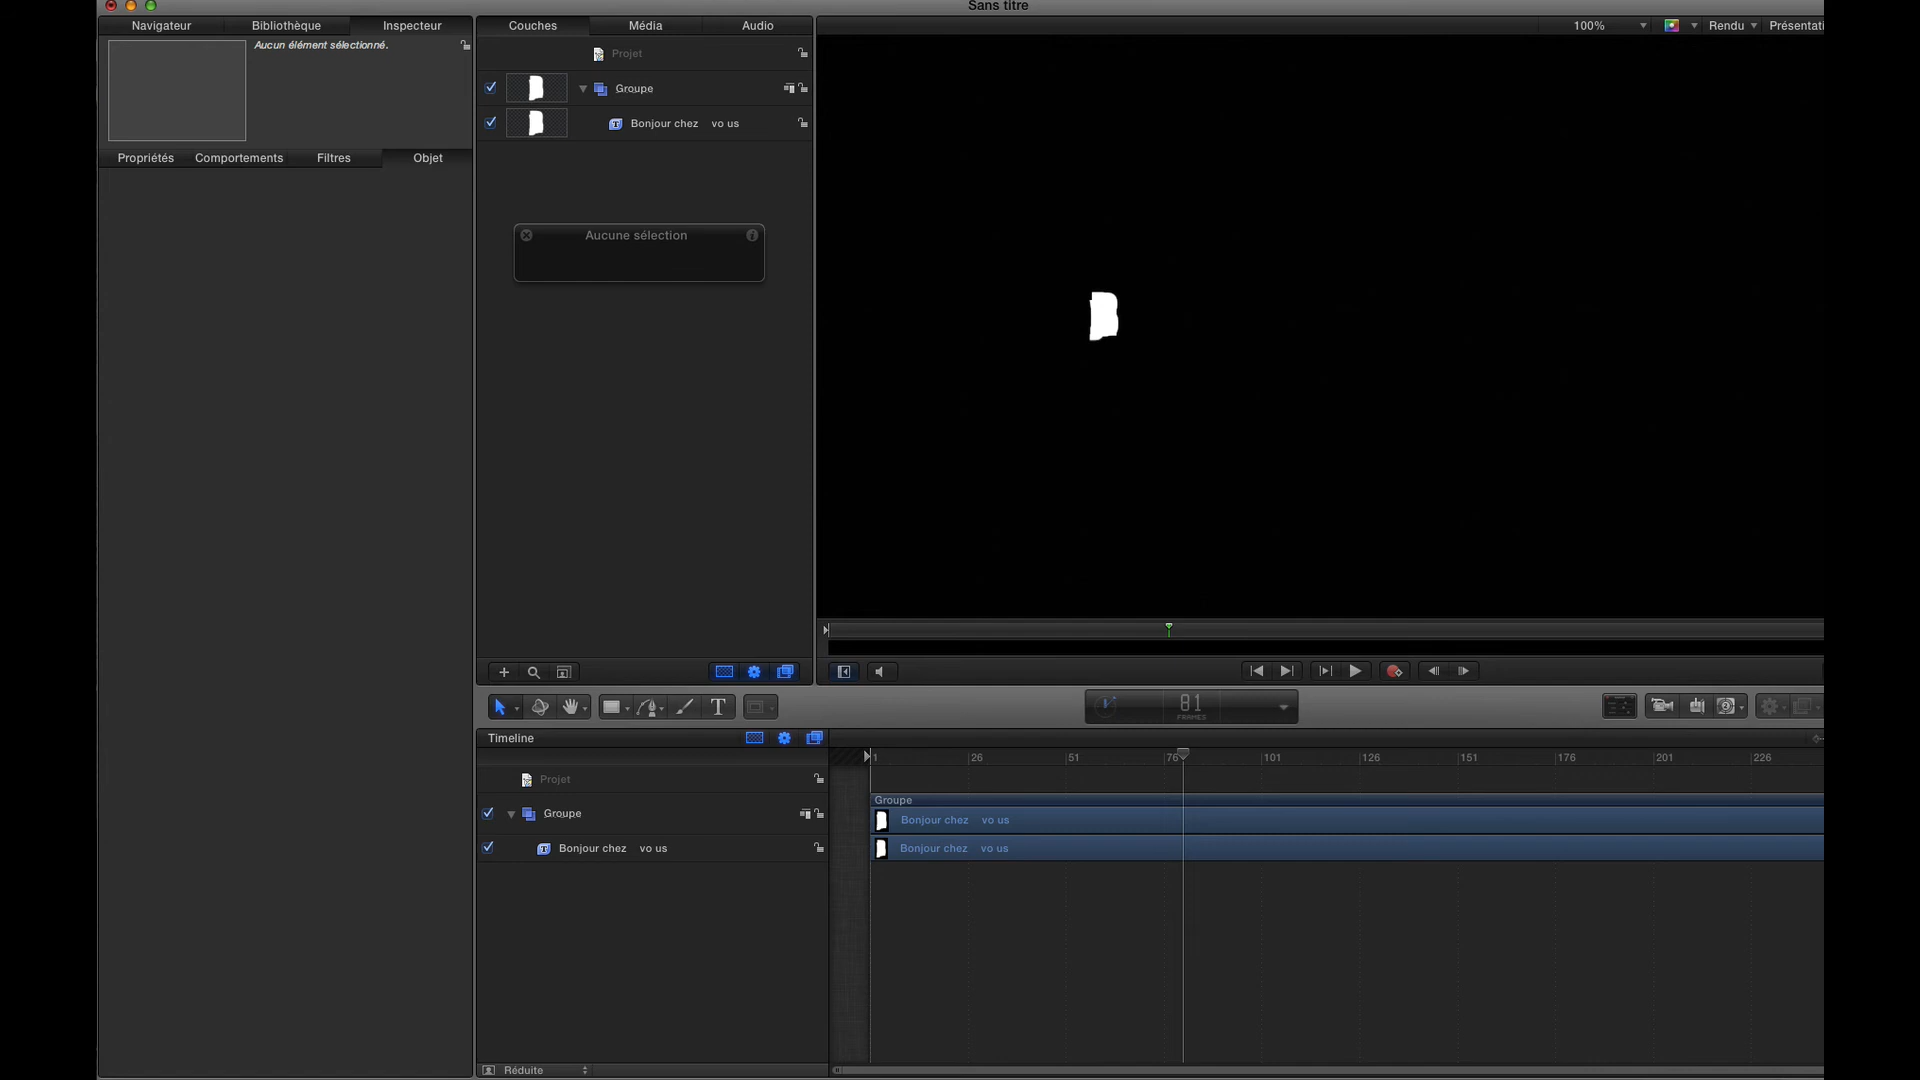 Sans titre
Navigateur Bibliothèque Inspecteur
Aucun élément sélectionné.
Propriétés Comportements Filtres Objet
Couches Média Audio
Projet
Groupe
Bonjour chez vo us
Aucune sélection
100% Rendu Présentati
81
FRAMES
T
Timeline
Projet
Groupe
Bonjour chez vo us
Réduite
1 26 51 76 101 126 151 176 201 226
Groupe
Bonjour chez vo us
Bonjour chez vo us